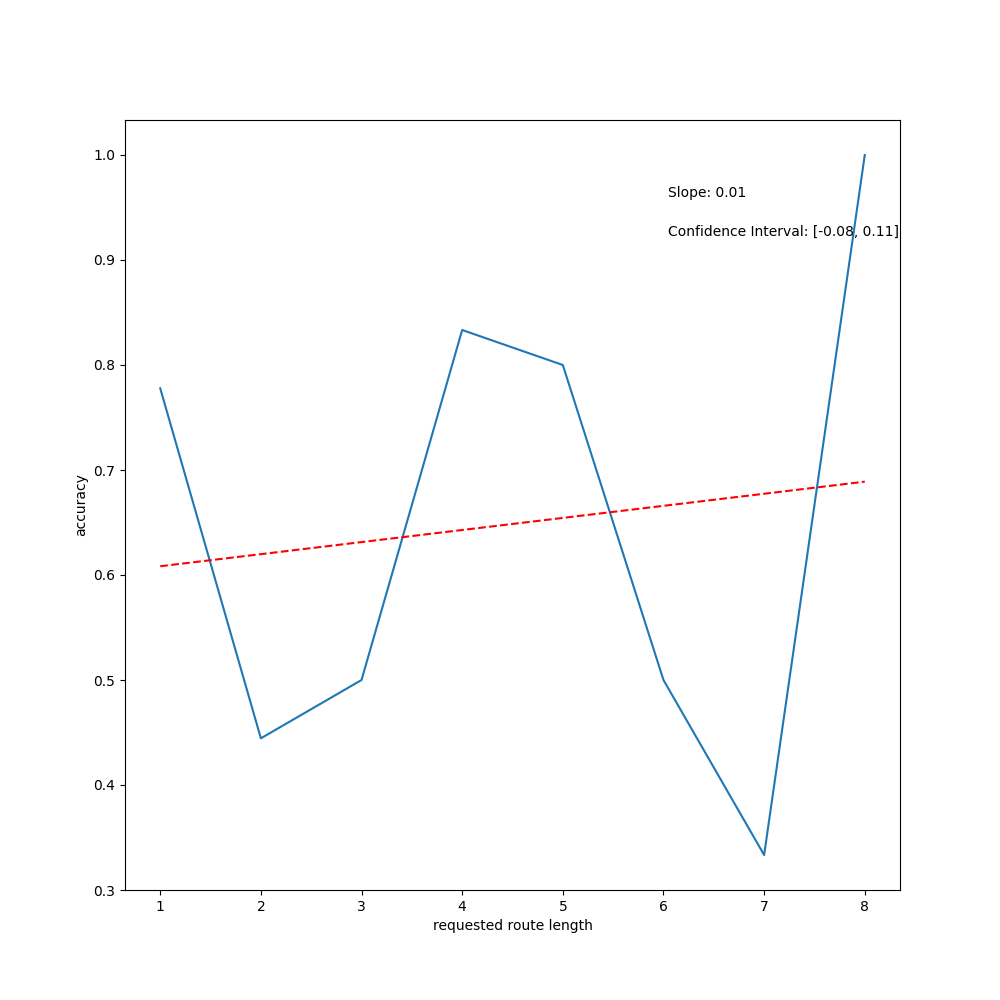 1.0
0.9
0.8
0.7
0.6
0.5
0.4
0.3
accuracy
Slope: 0.01
Confidence Interval: [-0.08, 0.11]
1 2 3 4 5 6 7 8
requested route length